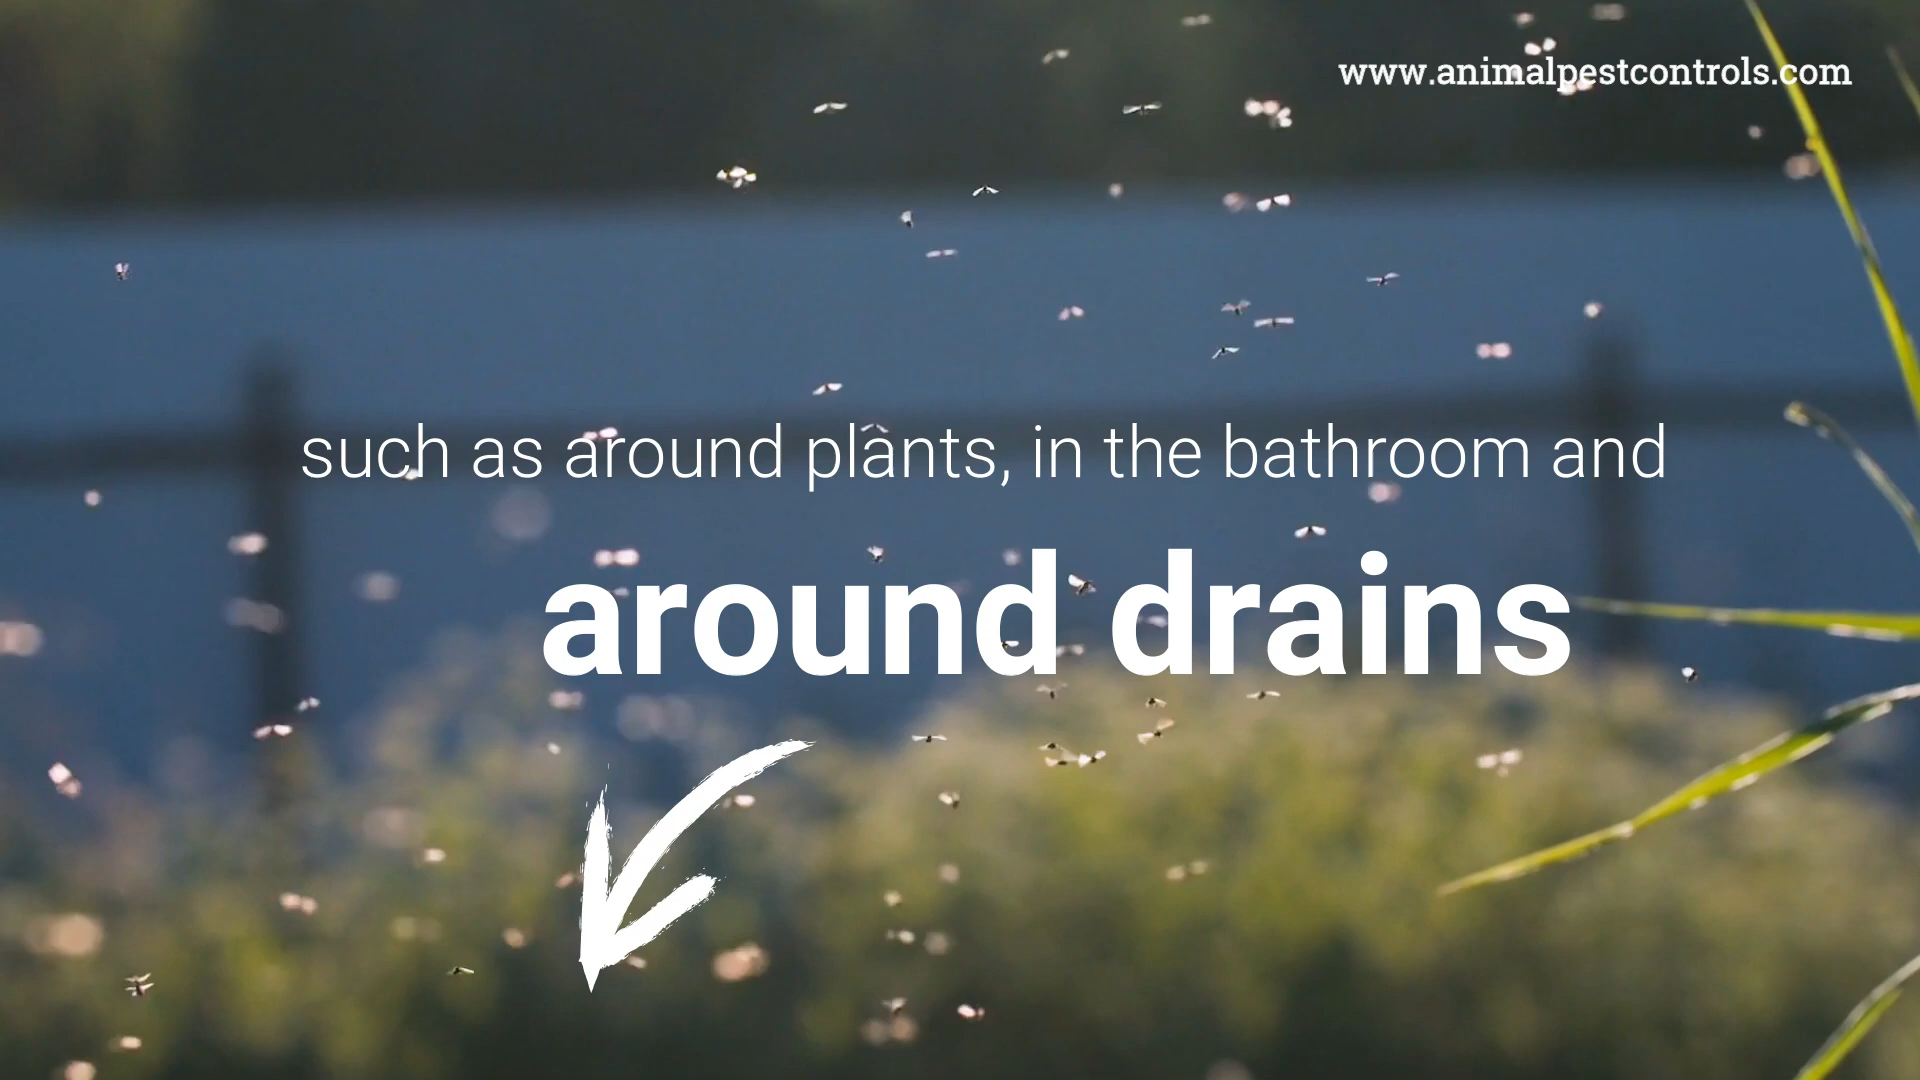 www.animalpestcontrols.com
such as around plants, in the bathroom and
around drains